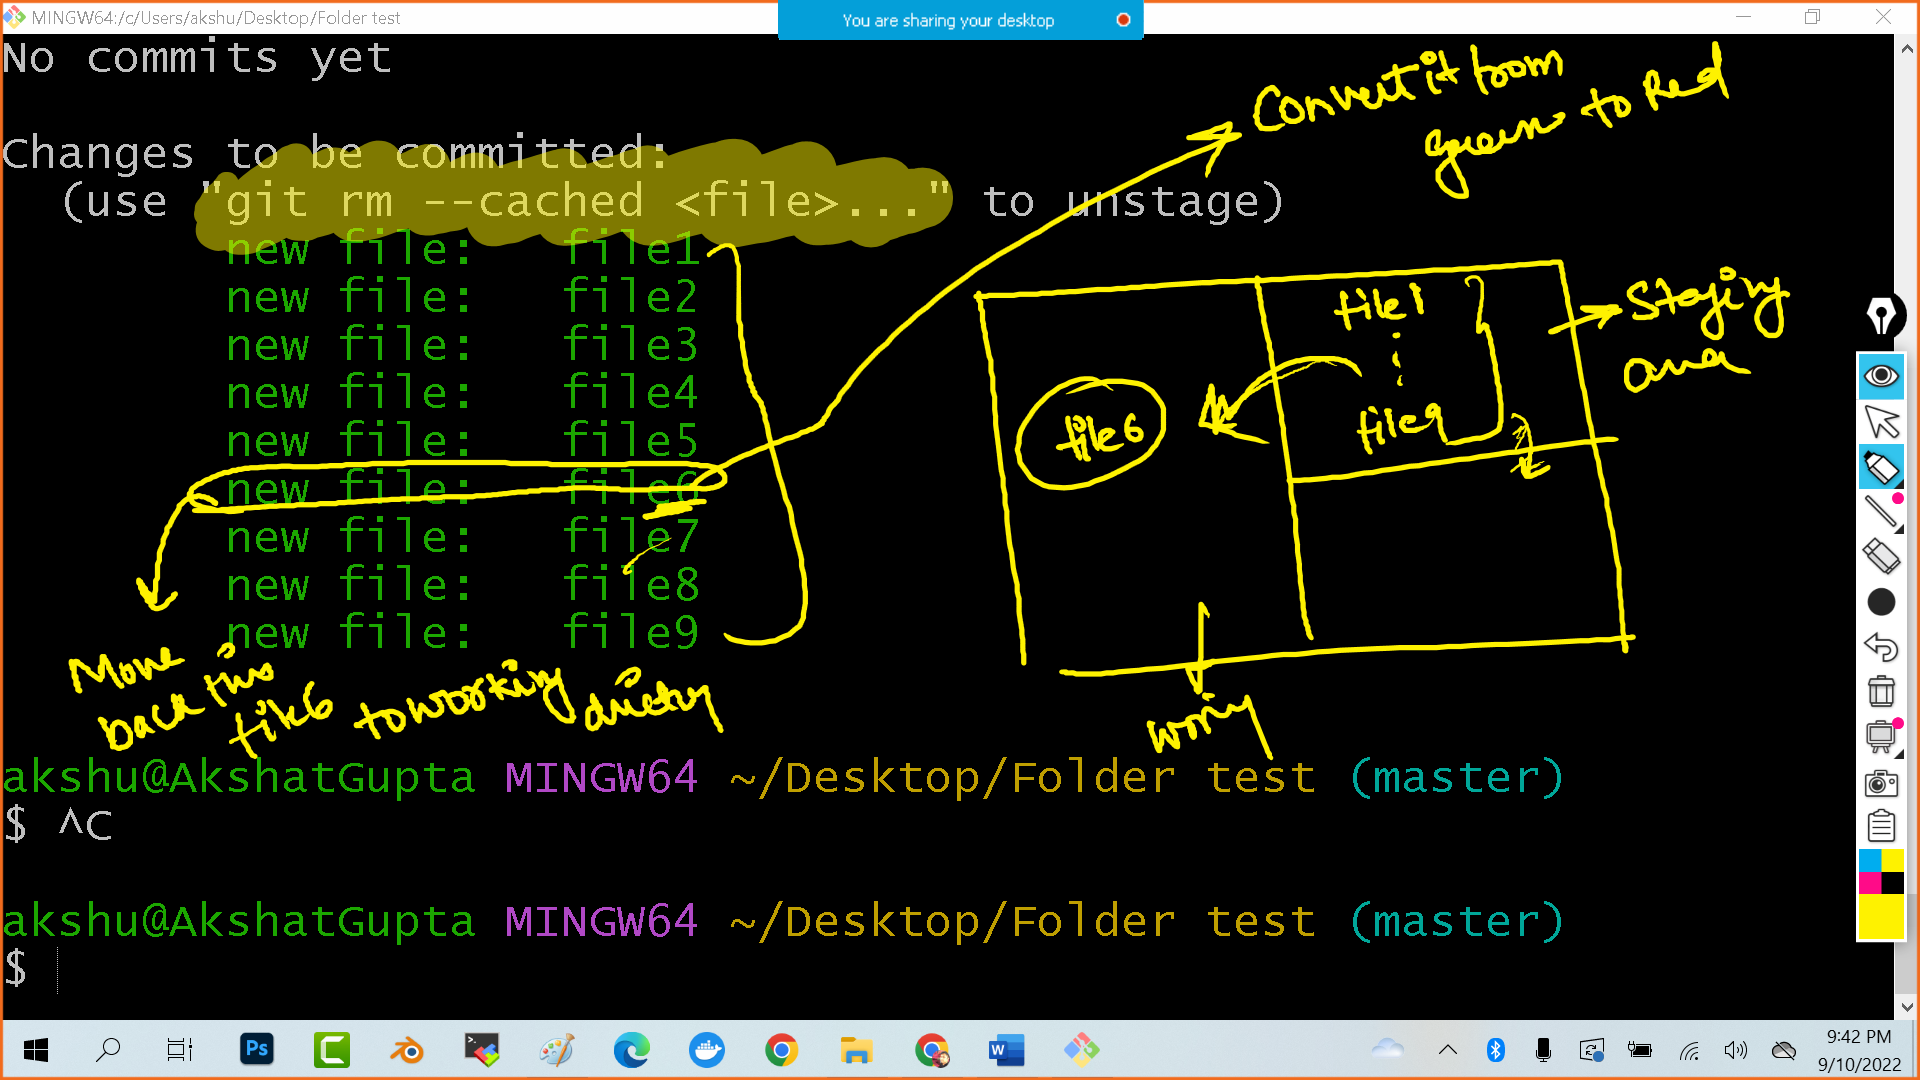 MINGW64:/c/Users/akshu/Desktop/Folder test
You are sharing your desktop
No commits yet
Changes to be committed:
(use "git rm --cached <file>..." to unstage)
new file: file1
new file: file2
new file: file3
new file: file4
new file: file5
new file: file6
new file: file7
new file: file8
new file: file9
Convert it from
green to Red
file1
file9
Staging
area
file6
Move
back this
file6 to working
working
akshu@AkshatGupta MINGW64 ~/Desktop/Folder test (master)
$ ^C
akshu@AkshatGupta MINGW64 ~/Desktop/Folder test (master)
$
Ps
W
9:42 PM
9/10/2022